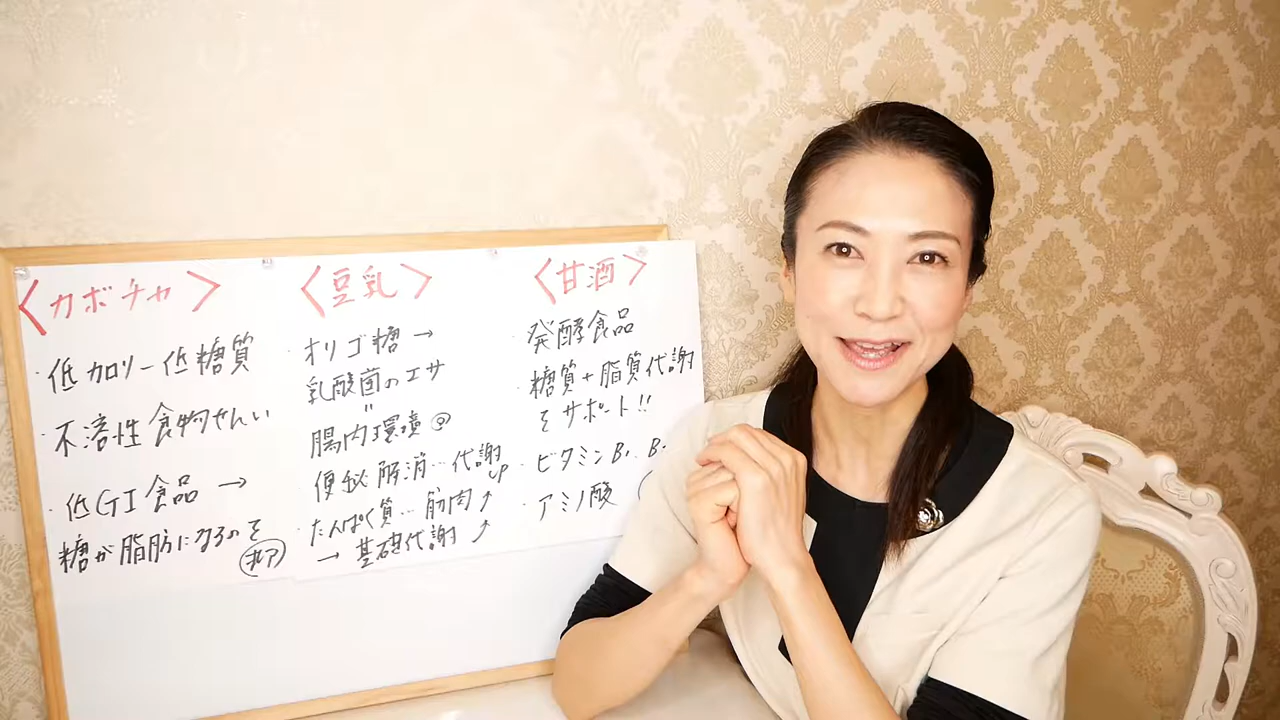 〈カボチャ〉
・低カロリー低糖質
・不溶性食物せんい
・低GI食品→
糖が脂肪になるのを
抑ア
〈豆乳〉
・オリゴ糖→
乳酸菌のエサ
"
腸内環境◎
便秘解消…代謝UP
・たんぱく質…筋肉↑
→基礎代謝↑
〈甘酒〉
・発酵食品
・糖質+脂質代謝
をサポート!!
・ビタミンB₁B₂
・アミノ酸